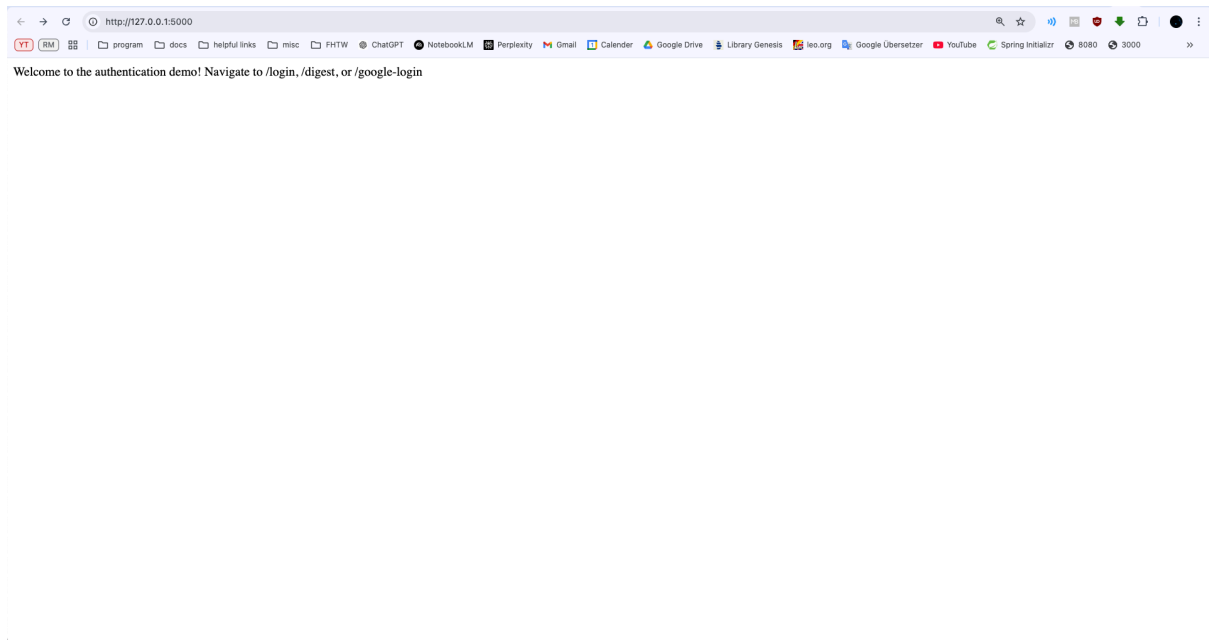 http://127.0.0.1:5000
YT RM program docs helpful links misc FHTW ChatGPT NotebookLM Perplexity Gmail Calender Google Drive Library Genesis leo.org Google Übersetzer YouTube Spring Initializr 8080 3000 »
Welcome to the authentication demo! Navigate to /login, /digest, or /google-login